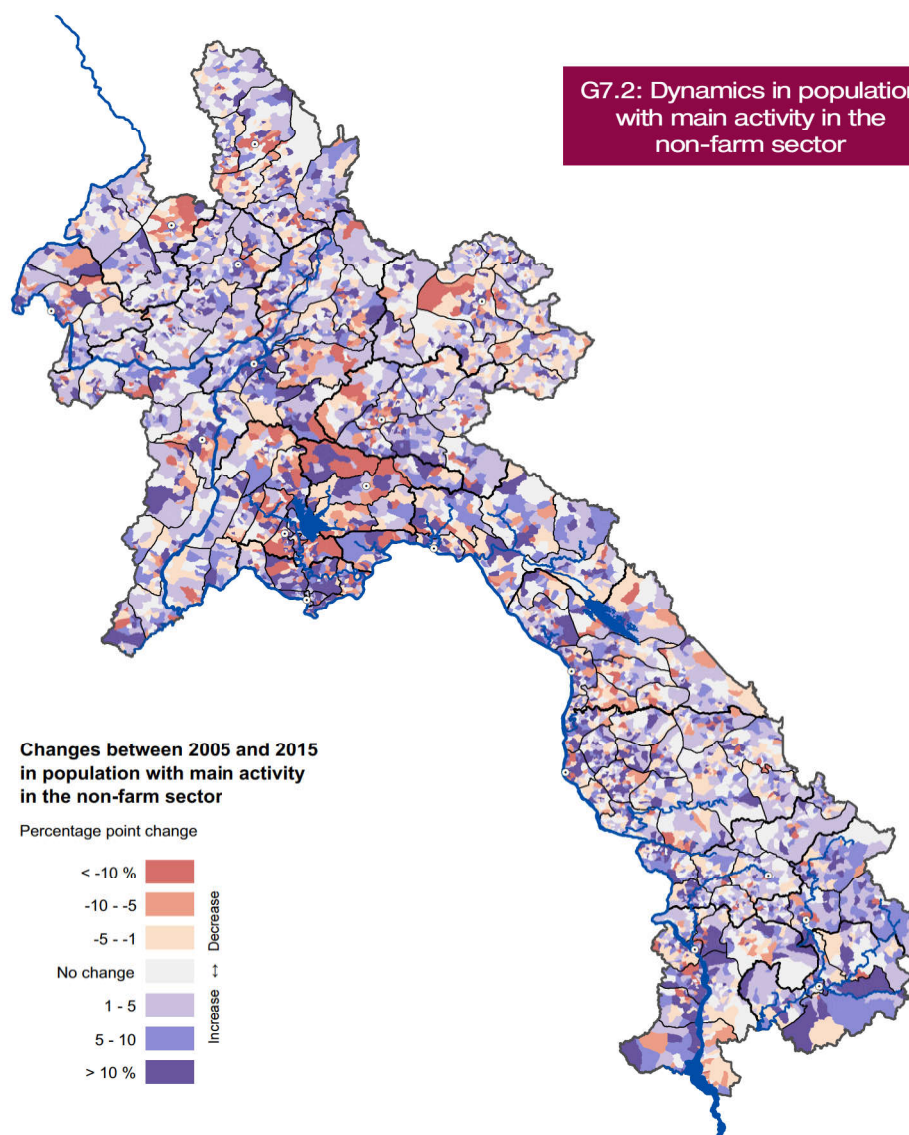 G7.2: Dynamics in population
with main activity in the
non-farm sector
Changes between 2005 and 2015
in population with main activity
in the non-farm sector
Percentage point change
< -10 %
-10 - -5
-5 - -1
No change
1 - 5
5 - 10
> 10 %
Decrease
↔
Increase